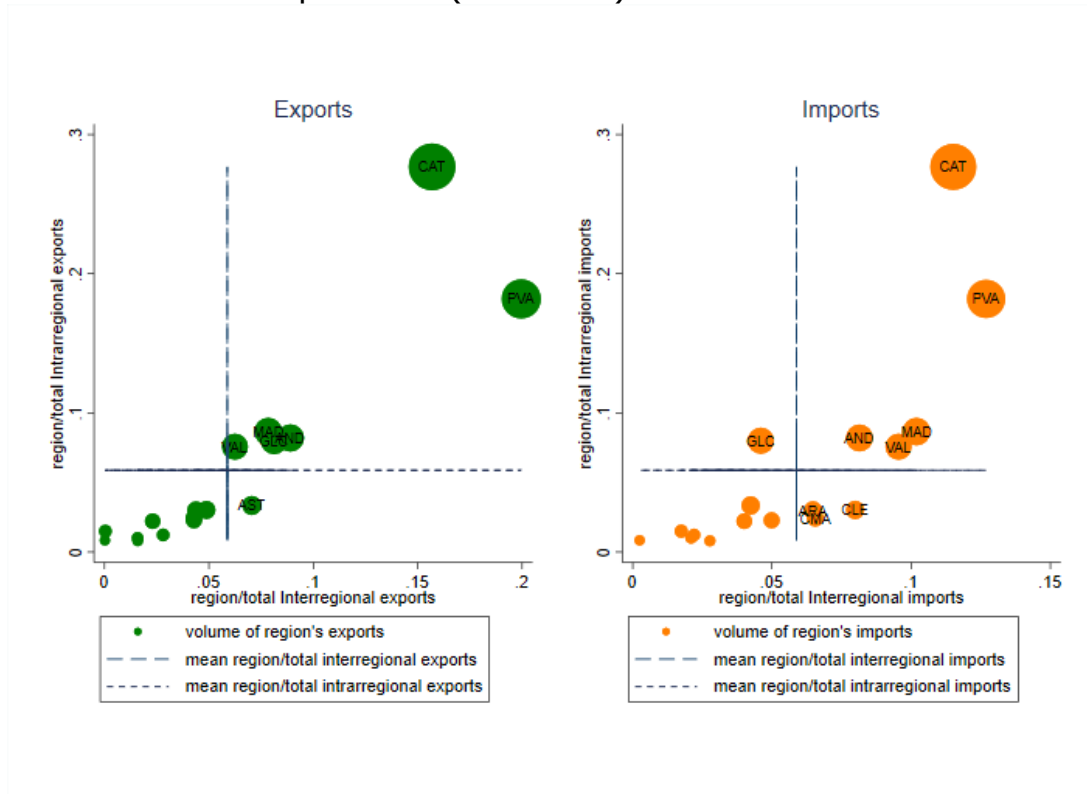 Exports
region/total Intrarregional exports
.3
.2
.1
0
CAT
PVA
MAD
GLC
AND
VAL
AST
0
.05
.1
.15
.2
region/total Interregional exports
volume of region's exports
mean region/total interregional exports
mean region/total intrarregional exports
Imports
region/total Intrarregional imports
.3
.2
.1
0
CAT
PVA
GLC
AND
MAD
VAL
ARA
CLE
CMA
0
.05
.1
.15
region/total Interregional imports
volume of region's imports
mean region/total interregional imports
mean region/total intrarregional imports